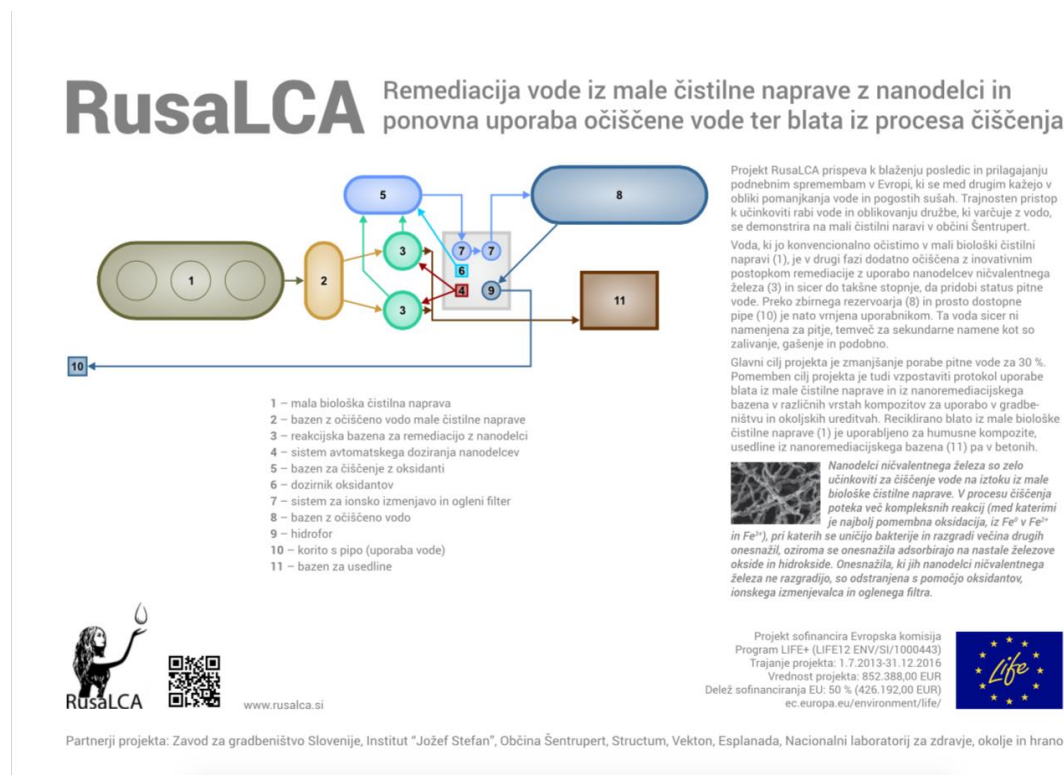 RusaLCA
Remediacija vode iz male čistilne naprave z nanodelci in
ponovna uporaba očiščene vode ter blata iz procesa čiščenja
1
2
3
3
4
5
6
7
7
8
9
10
11
1 – mala biološka čistilna naprava
2 – bazen z očiščeno vodo male čistilne naprave
3 – reakcijska bazena za remediacijo z nanodelci
4 – sistem avtomatskega doziranja nanodelcev
5 – bazen za čiščenje z oksidanti
6 – dozirnik oksidantov
7 – sistem za ionsko izmenjavo in ogleni filter
8 – bazen z očiščeno vodo
9 – hidrofor
10 – korito s pipo (uporaba vode)
11 – bazen za usedline
Projekt RusaLCA prispeva k blaženju posledic in prilagajanju
podnebnim spremembam v Evropi, ki se med drugim kažejo v
obliki pomanjkanja vode in pogostih sušah. Trajnosten pristop
k učinkoviti rabi vode in oblikovanju družbe, ki varčuje z vodo,
se demonstrira na mali čistilni naravi v občini Šentrupert.
Voda, ki jo konvencionalno očistimo v mali biološki čistilni
napravi (1), je v drugi fazi dodatno očiščena z inovativnim
postopkom remediacije z uporabo nanodelcev ničvalentnega
železa (3) in sicer do takšne stopnje, da pridobi status pitne
vode. Preko zbirnega rezervoarja (8) in prosto dostopne
pipe (10) je nato vrnjena uporabnikom. Ta voda sicer ni
namenjena za pitje, temveč za sekundarne namene kot so
zalivanje, gašenje in podobno.
Glavni cilj projekta je zmanjšanje porabe pitne vode za 30 %.
Pomemben cilj projekta je tudi vzpostaviti protokol uporabe
blata iz male čistilne naprave in iz nanoremediacijskega
bazena v različnih vrstah kompozitov za uporabo v gradbe-
ništvu in okoljskih ureditvah. Reciklirano blato iz male biološke
čistilne naprave (1) je uporabljeno za humusne kompozite,
usedline iz nanoremediacijskega bazena (11) pa v betonih.
Nanodelci ničvalentnega železa so zelo
učinkoviti za čiščenje vode na iztoku iz male
biološke čistilne naprave. V procesu čiščenja
poteka več kompleksnih reakcij (med katerimi
je najbolj pomembna oksidacija, iz Fe⁰ v Fe²⁺
in Fe³⁺), pri katerih se uničijo bakterije in razgradi večina drugih
onesnažil, oziroma se onesnažila adsorbirajo na nastale železove
okside in hidrokside. Onesnažila, ki jih nanodelci ničvalentnega
železa ne razgradijo, so odstranjena s pomočjo oksidantov,
ionskega izmenjevalca in oglenega filtra.
RusaLCA
www.rusalca.si
Projekt sofinancira Evropska komisija
Program LIFE+ (LIFE12 ENV/SI/1000443)
Trajanje projekta: 1.7.2013-31.12.2016
Vrednost projekta: 852.388,00 EUR
Delež sofinanciranja EU: 50 % (426.192,00 EUR)
ec.europa.eu/environment/life/
Life
Partnerji projekta: Zavod za gradbeništvo Slovenije, Institut "Jožef Stefan", Občina Šentrupert, Structum, Vekton, Esplanada, Nacionalni laboratorij za zdravje, okolje in hrano